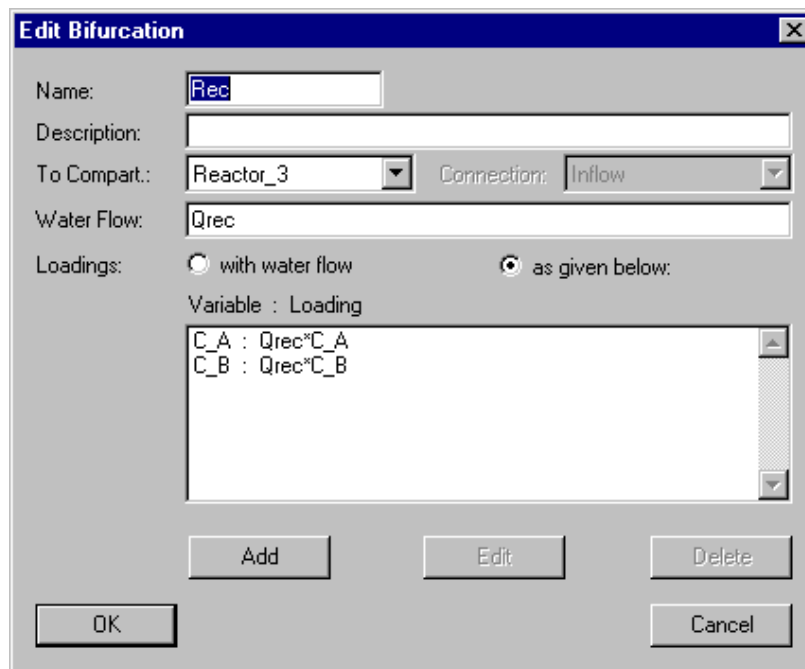 Edit Bifurcation
Name: Rec
Description:
To Compart.: Reactor_3 Connection: Inflow
Water Flow: Qrec
Loadings: with water flow as given below:
Variable : Loading
C_A : Qrec*C_A
C_B : Qrec*C_B
Add Edit Delete
OK Cancel